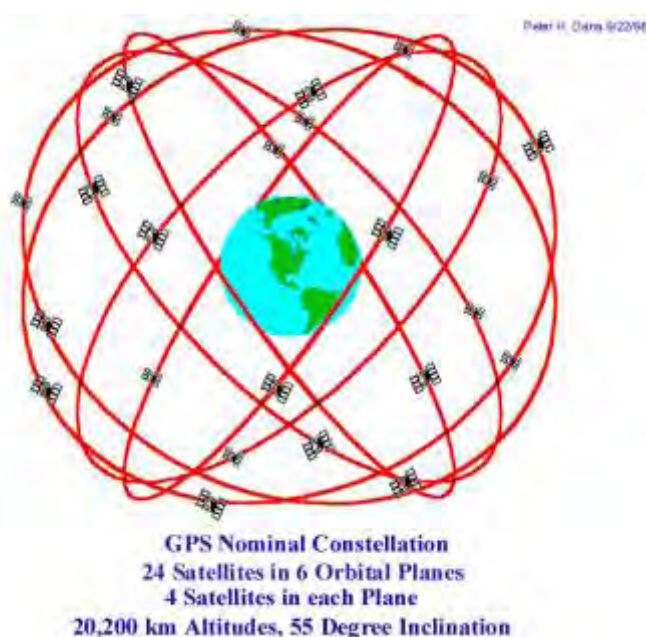 Peter H. Dana 9/22/98
GPS Nominal Constellation
24 Satellites in 6 Orbital Planes
4 Satellites in each Plane
20,200 km Altitudes, 55 Degree Inclination